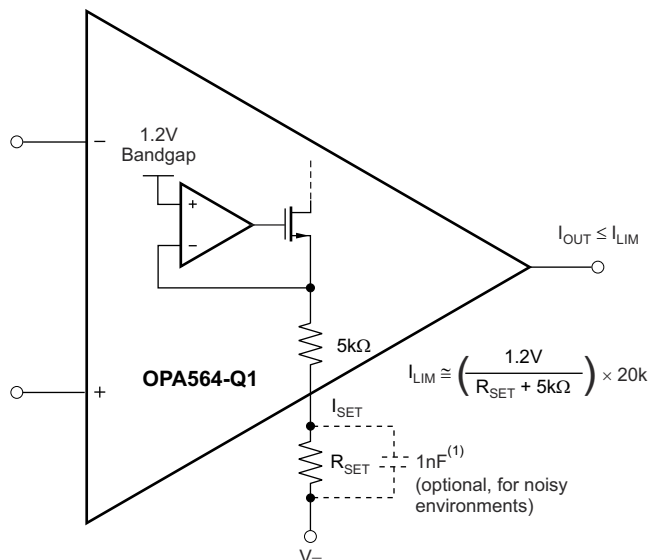 −
1.2V
Bandgap
+
−
I_OUT ≤ I_LIM
5kΩ
OPA564-Q1
I_LIM ≅ (1.2V / (R_SET + 5kΩ)) × 20k
+
I_SET
R_SET
1nF(1)
(optional, for noisy
environments)
V−